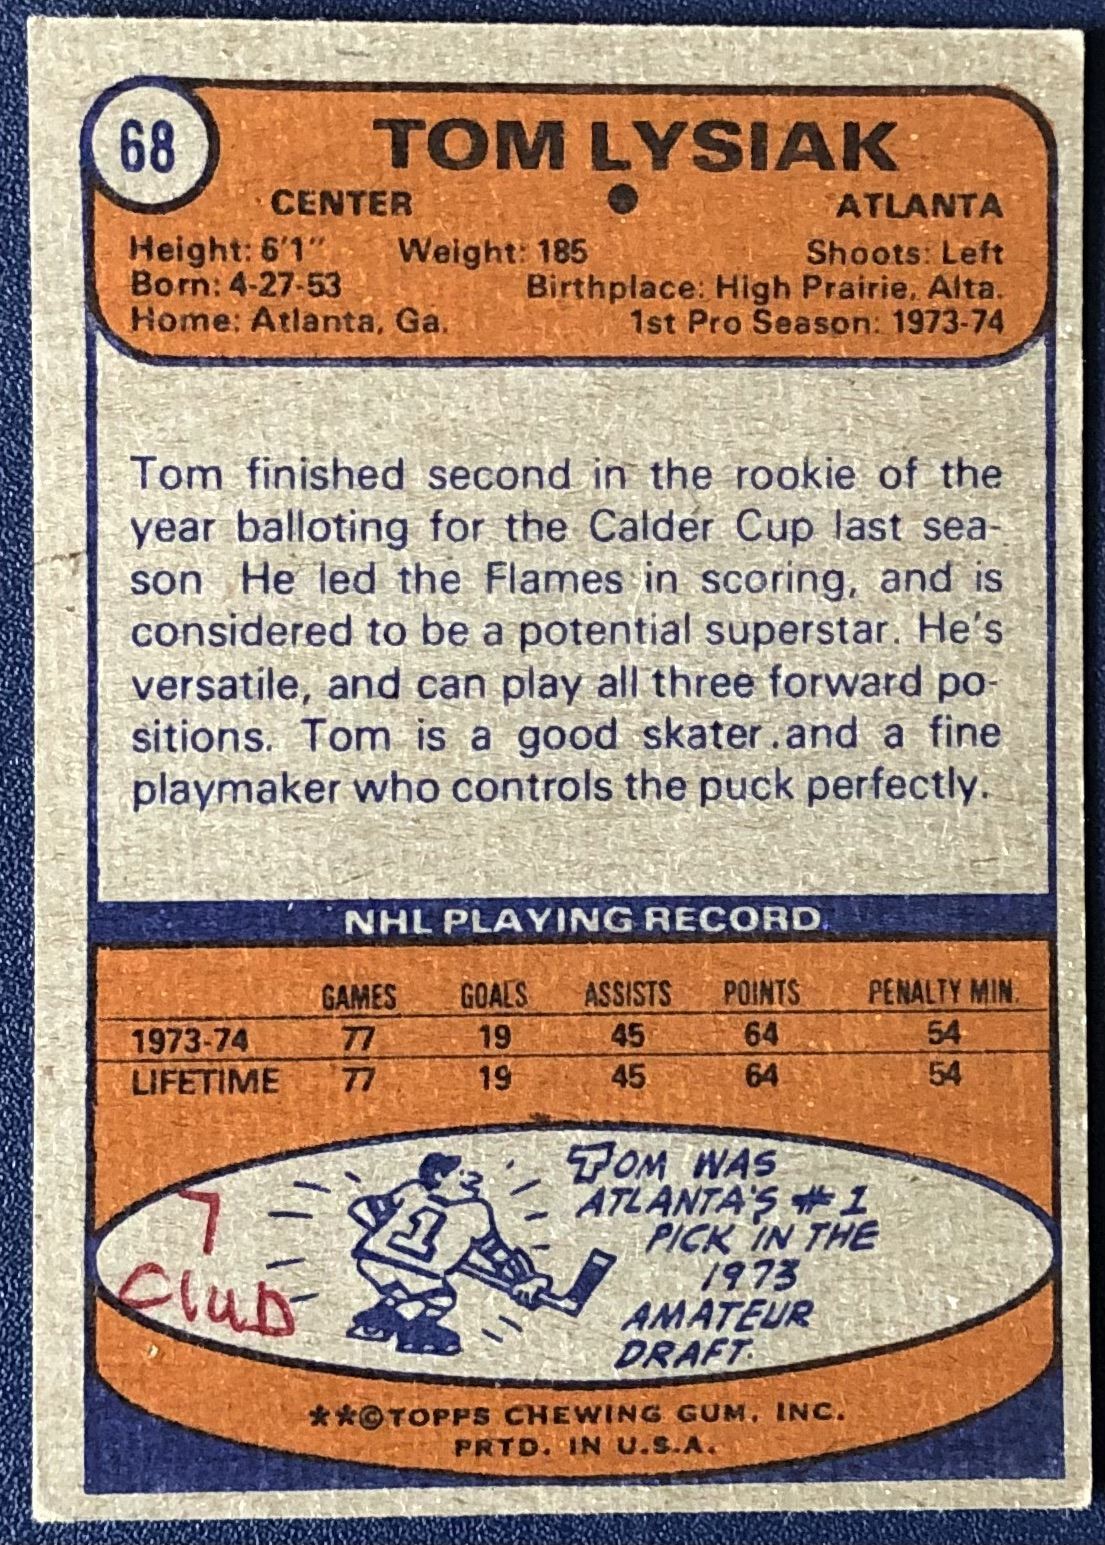 68
TOM LYSIAK
CENTER ATLANTA
Height: 6'1" Weight: 185 Shoots: Left
Born: 4-27-53 Birthplace: High Prairie, Alta.
Home: Atlanta, Ga. 1st Pro Season: 1973-74
Tom finished second in the rookie of the
year balloting for the Calder Cup last sea-
son He led the Flames in scoring, and is
considered to be a potential superstar. He's
versatile, and can play all three forward po-
sitions. Tom is a good skater.and a fine
playmaker who controls the puck perfectly.
NHL PLAYING RECORD
GAMES GOALS ASSISTS POINTS PENALTY MIN.
1973-74 77 19 45 64 54
LIFETIME 77 19 45 64 54
7
Club
1
TOM WAS
ATLANTA'S #1
PICK IN THE
1973
AMATEUR
DRAFT.
**©TOPPS CHEWING GUM, INC.
PRTD. IN U.S.A.